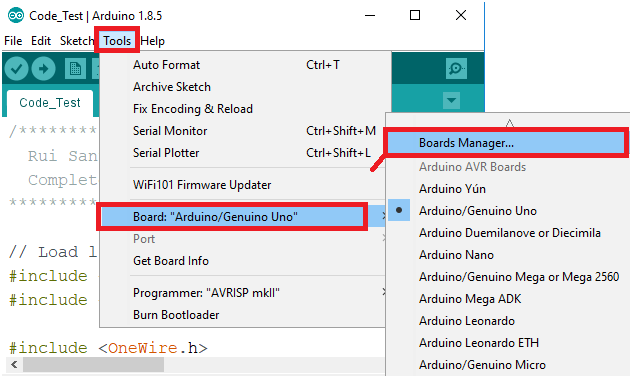 Code_Test | Arduino 1.8.5
File Edit Sketch Tools Help
Code_Test
/*********
Rui San
Complet
*********
// Load l
#include
#include
#include <OneWire.h>
Auto Format Ctrl+T
Archive Sketch
Fix Encoding & Reload
Serial Monitor Ctrl+Shift+M
Serial Plotter Ctrl+Shift+L
WiFi101 Firmware Updater
Board: "Arduino/Genuino Uno"
Port
Get Board Info
Programmer: "AVRISP mkII"
Burn Bootloader
Boards Manager...
Arduino AVR Boards
Arduino Yún
Arduino/Genuino Uno
Arduino Duemilanove or Diecimila
Arduino Nano
Arduino/Genuino Mega or Mega 2560
Arduino Mega ADK
Arduino Leonardo
Arduino Leonardo ETH
Arduino/Genuino Micro